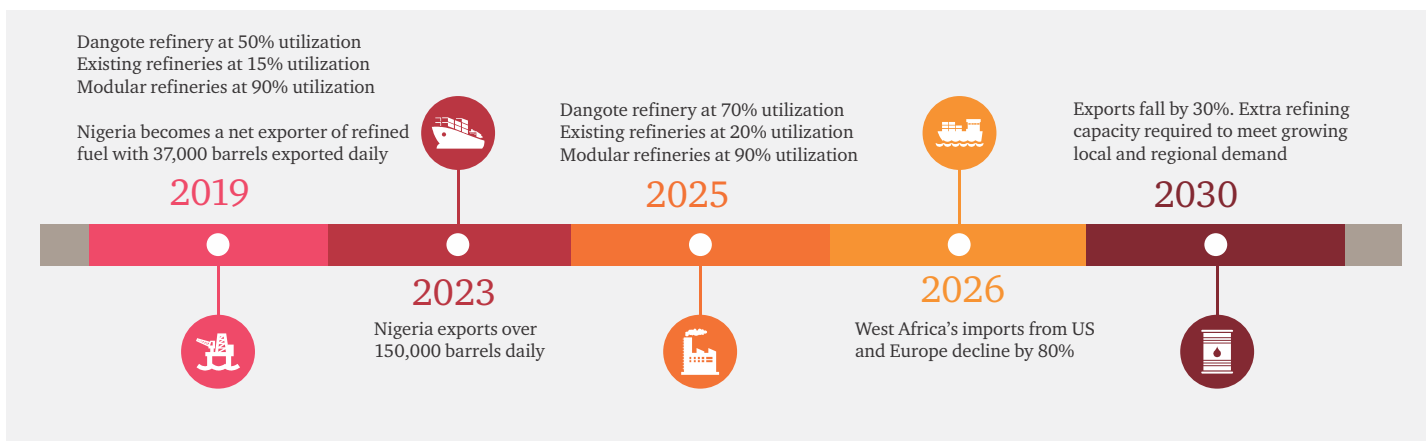 Dangote refinery at 50% utilization
Existing refineries at 15% utilization
Modular refineries at 90% utilization
Nigeria becomes a net exporter of refined
fuel with 37,000 barrels exported daily
2019
2023
Nigeria exports over
150,000 barrels daily
Dangote refinery at 70% utilization
Existing refineries at 20% utilization
Modular refineries at 90% utilization
2025
2026
West Africa’s imports from US
and Europe decline by 80%
Exports fall by 30%. Extra refining
capacity required to meet growing
local and regional demand
2030